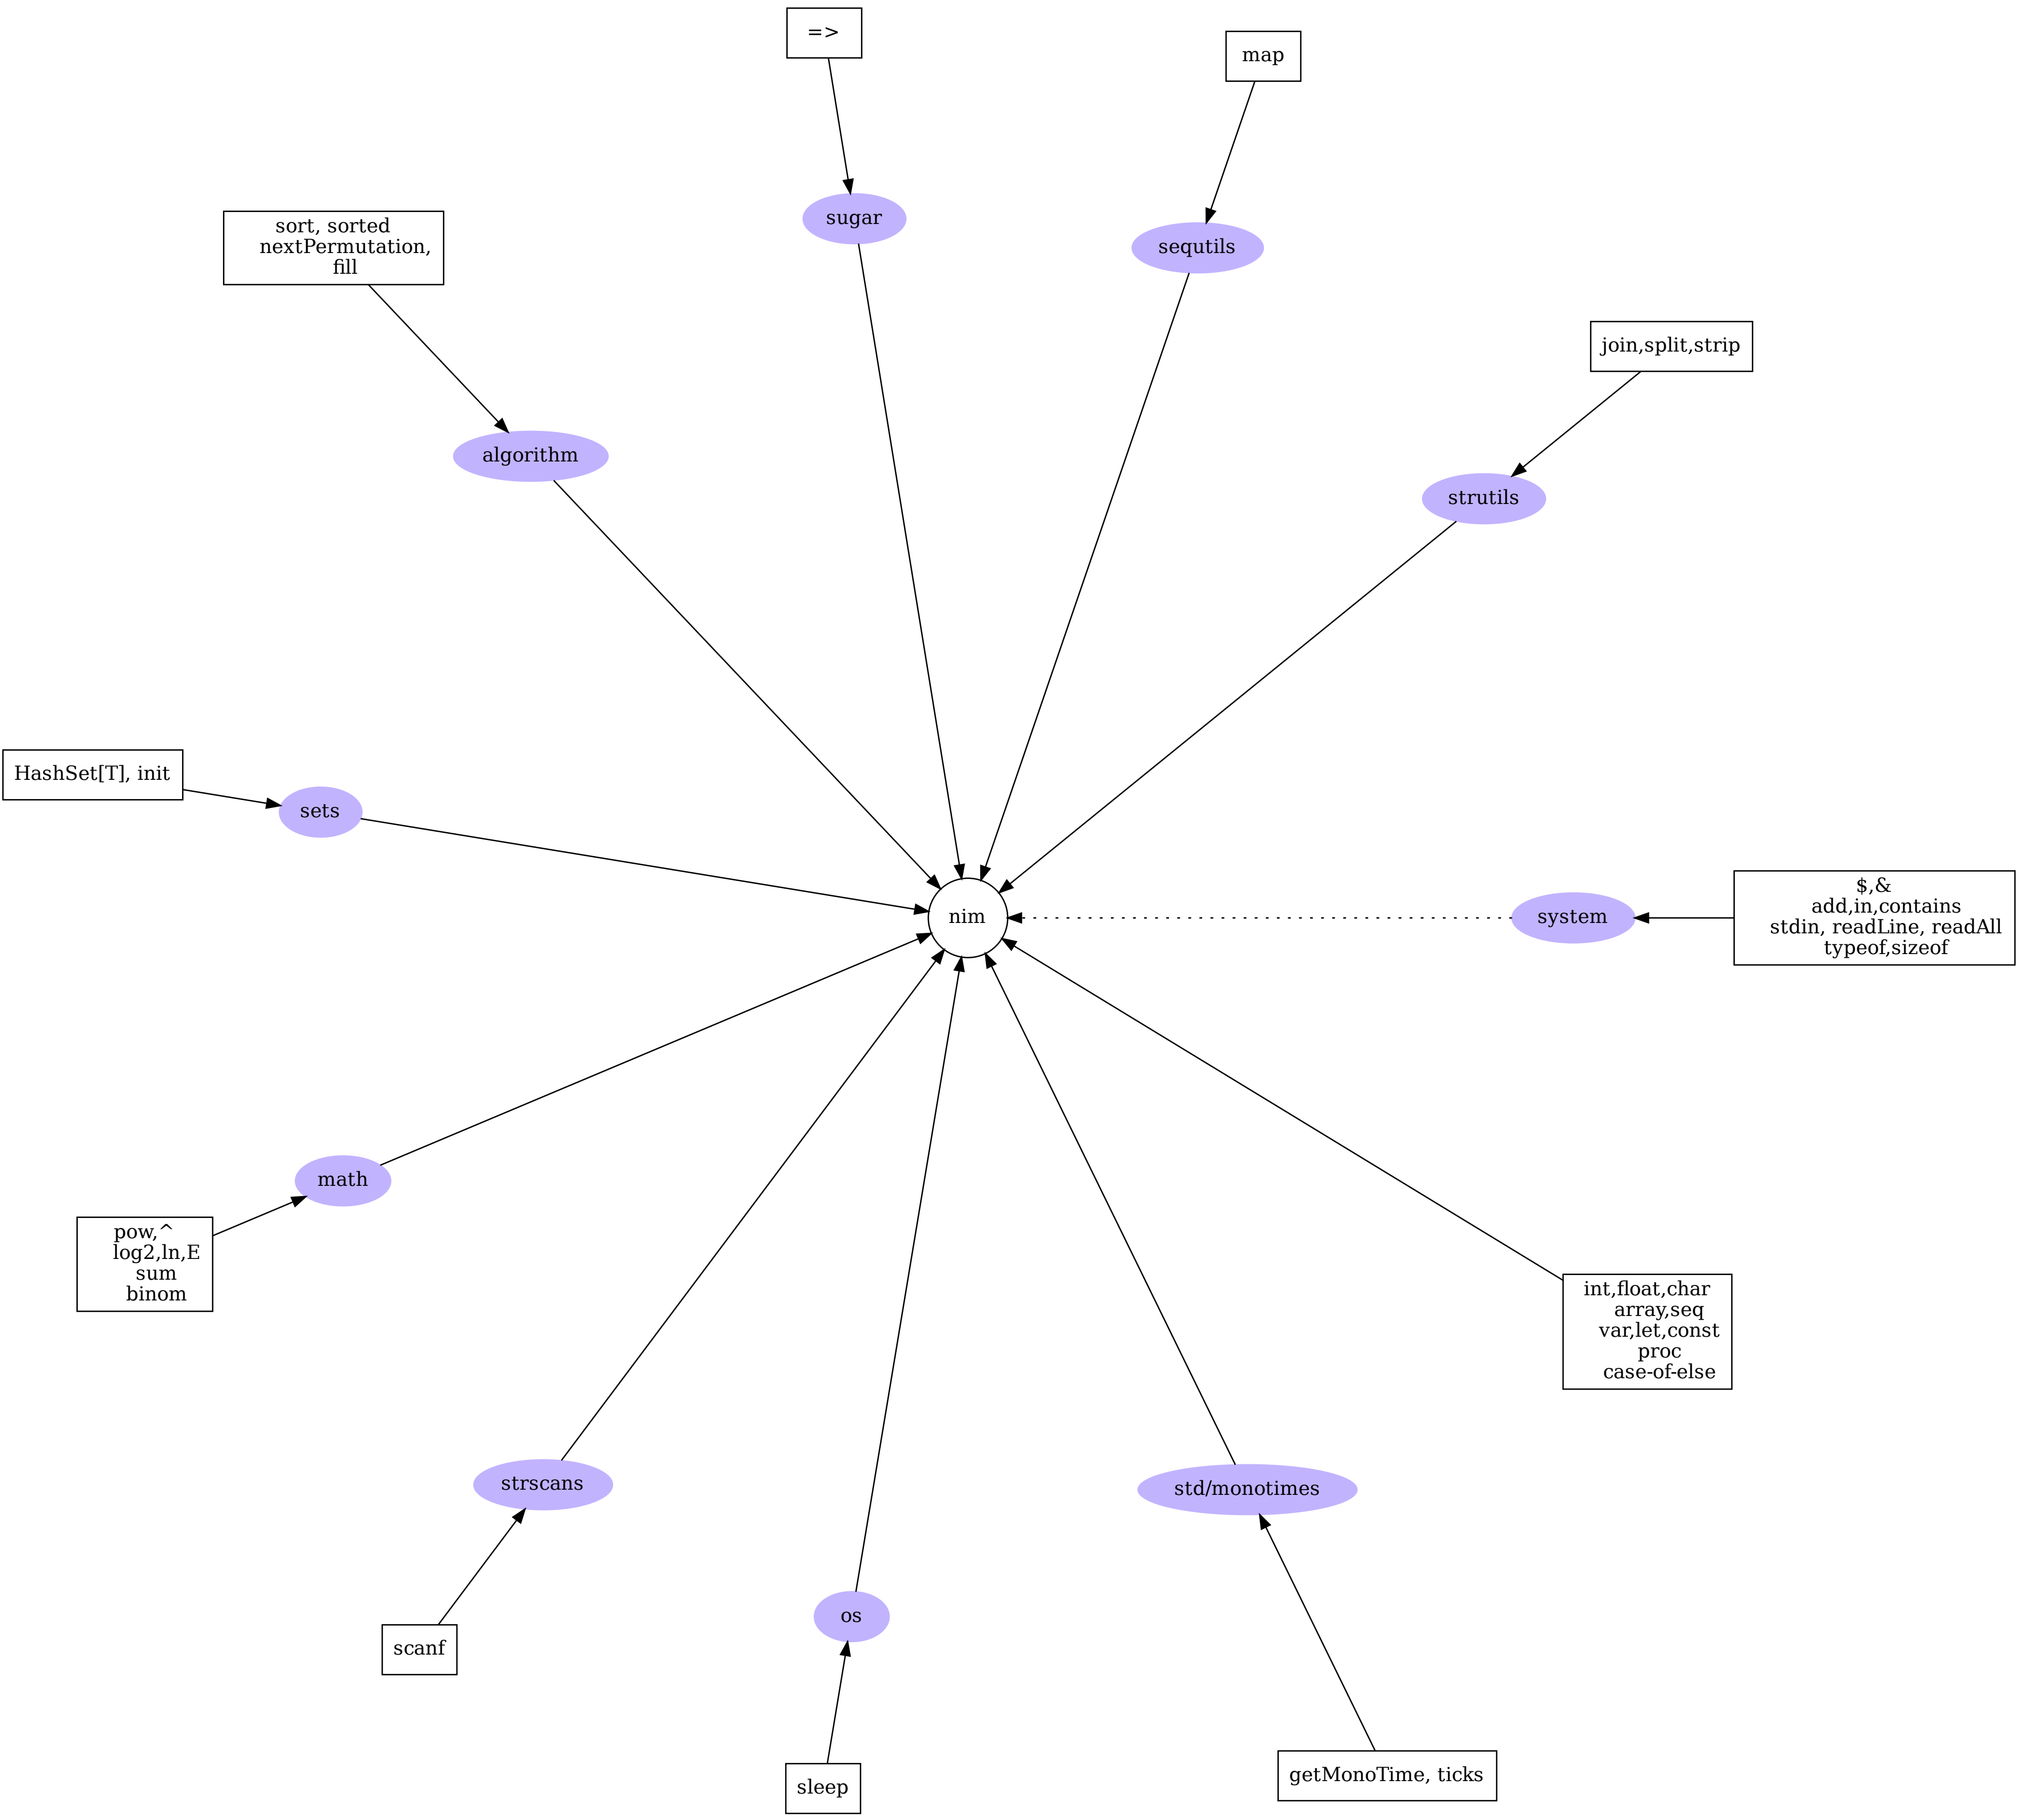 =>
map
sugar
sort, sorted
nextPermutation,
fill
sequtils
join,split,strip
algorithm
strutils
HashSet[T], init
sets
nim
system
$,&
add,in,contains
stdin, readLine, readAll
typeof,sizeof
math
pow,^
log2,ln,E
sum
binom
int,float,char
array,seq
var,let,const
proc
case-of-else
strscans
std/monotimes
os
scanf
sleep
getMonoTime, ticks